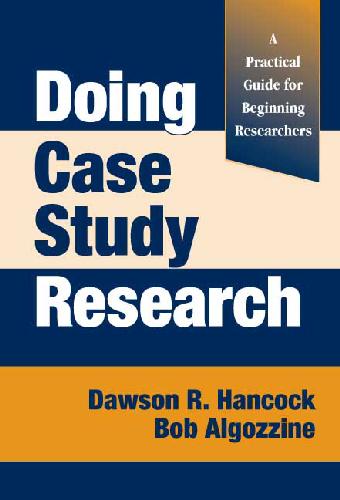 A
Practical
Guide for
Beginning
Researchers
Doing
Case
Study
Research
Dawson R. Hancock
Bob Algozzine